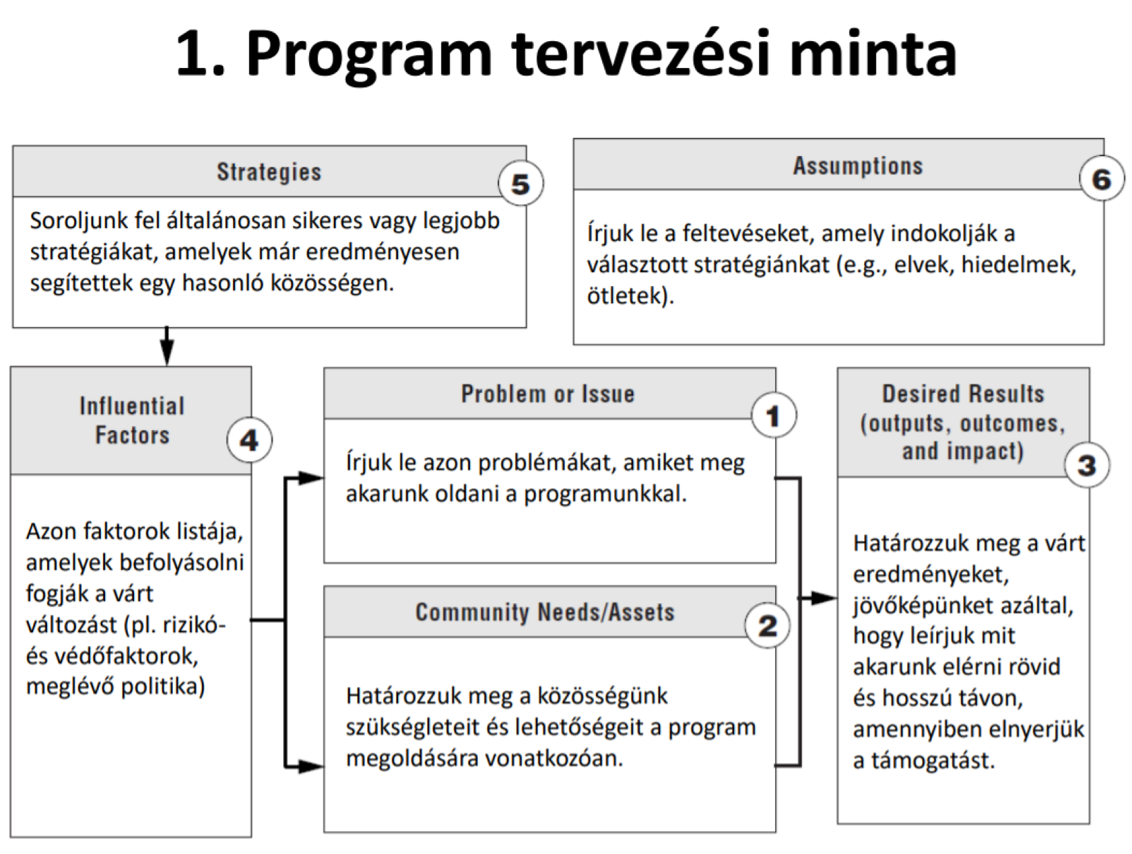 1. Program tervezési minta
Strategies
5
Soroljunk fel általánosan sikeres vagy legjobb
stratégiákat, amelyek már eredményesen
segítettek egy hasonló közösségen.
Assumptions
6
Írjuk le a feltevéseket, amely indokolják a
választott stratégiánkat (e.g., elvek, hiedelmek,
ötletek).
Influential
Factors
4
Azon faktorok listája,
amelyek befolyásolni
fogják a várt
változást (pl. rizikó-
és védőfaktorok,
meglévő politika)
Problem or Issue
1
Írjuk le azon problémákat, amiket meg
akarunk oldani a programunkkal.
Community Needs/Assets
2
Határozzuk meg a közösségünk
szükségleteit és lehetőségeit a program
megoldására vonatkozóan.
Desired Results
(outputs, outcomes,
and impact)
3
Határozzuk meg a várt
eredményeket,
jövőképünket azáltal,
hogy leírjuk mit
akarunk elérni rövid
és hosszú távon,
amennyiben elnyerjük
a támogatást.